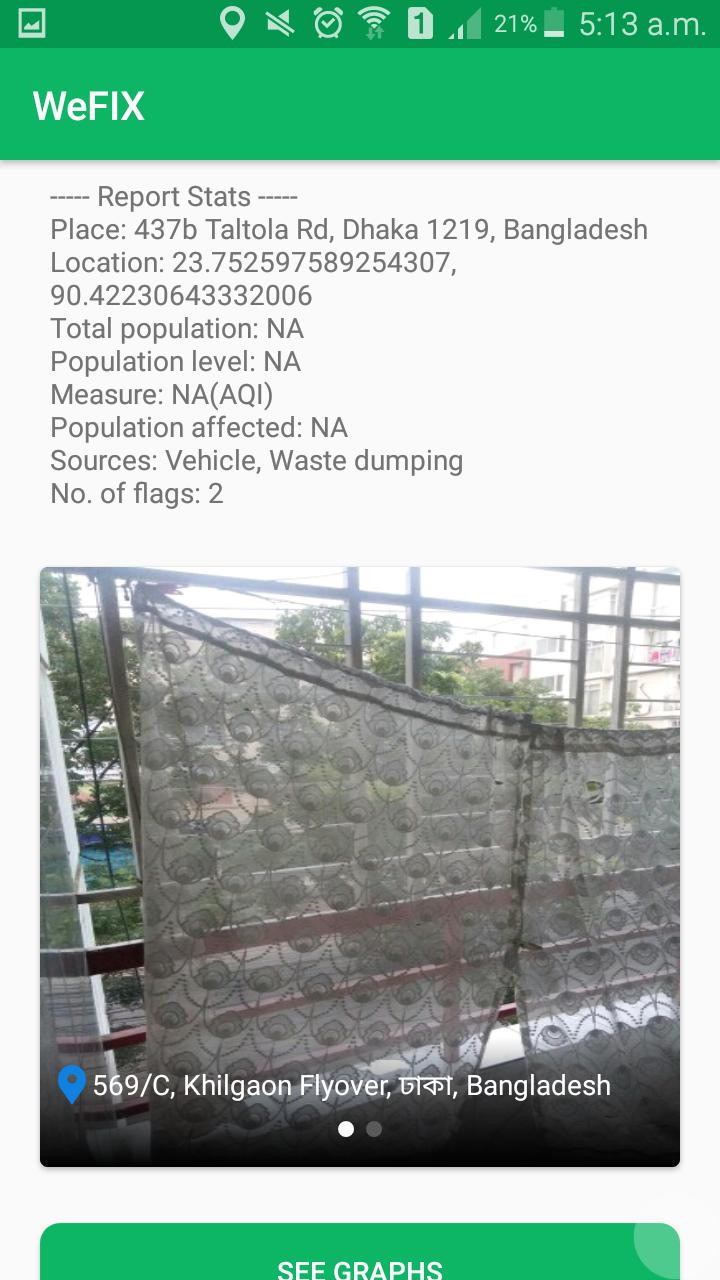 21% 5:13 a.m.
WeFIX
----- Report Stats -----
Place: 437b Taltola Rd, Dhaka 1219, Bangladesh
Location: 23.752597589254307,
90.42230643332006
Total population: NA
Population level: NA
Measure: NA(AQI)
Population affected: NA
Sources: Vehicle, Waste dumping
No. of flags: 2
569/C, Khilgaon Flyover, ঢাকা, Bangladesh
SEE GRAPHS